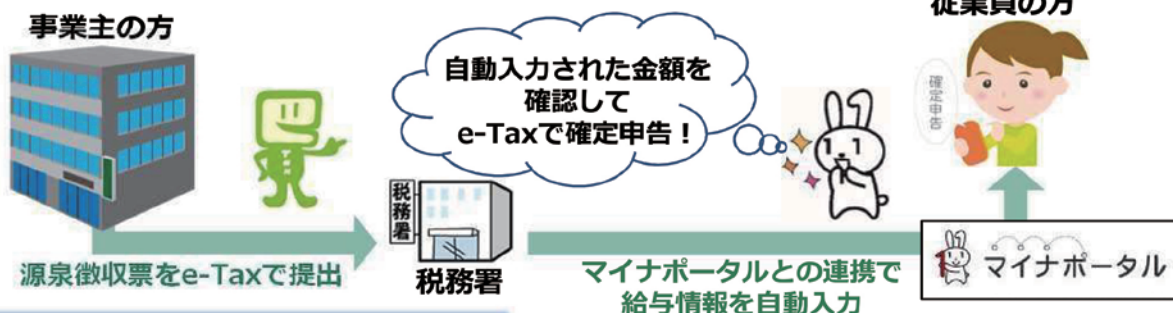 事業主の方
従業員の方
自動入力された金額を
確認して
e-Taxで確定申告！
確定申告
税務署
税務署
源泉徴収票をe-Taxで提出
マイナポータルとの連携で
給与情報を自動入力
マイナポータル